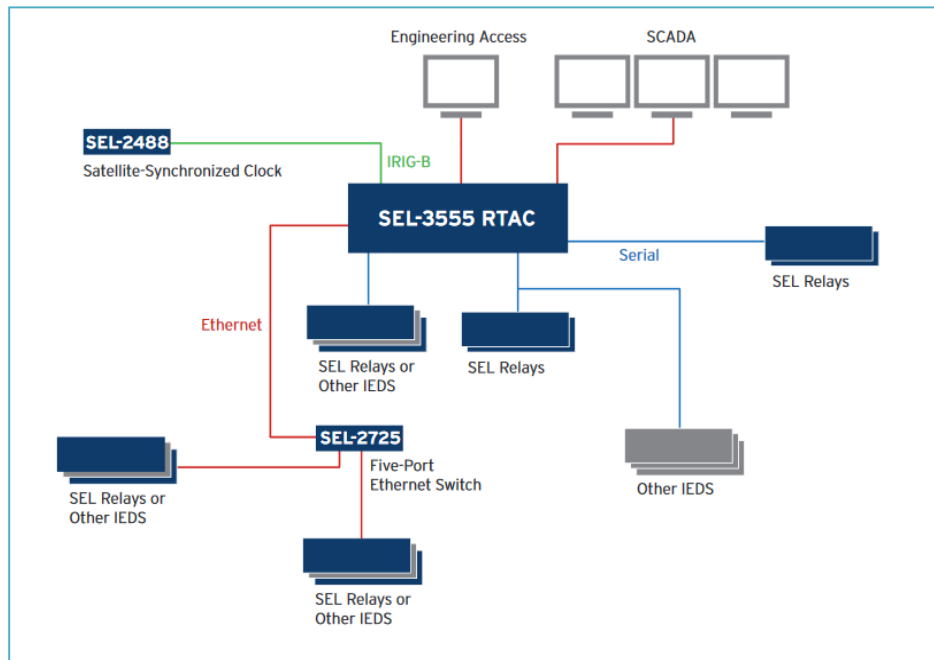 Engineering Access
SCADA
SEL-2488
Satellite-Synchronized Clock
IRIG-B
SEL-3555 RTAC
Serial
SEL Relays
Ethernet
SEL Relays or
Other IEDS
SEL Relays
SEL-2725
Five-Port
Ethernet Switch
SEL Relays or
Other IEDS
Other IEDS
SEL Relays or
Other IEDS